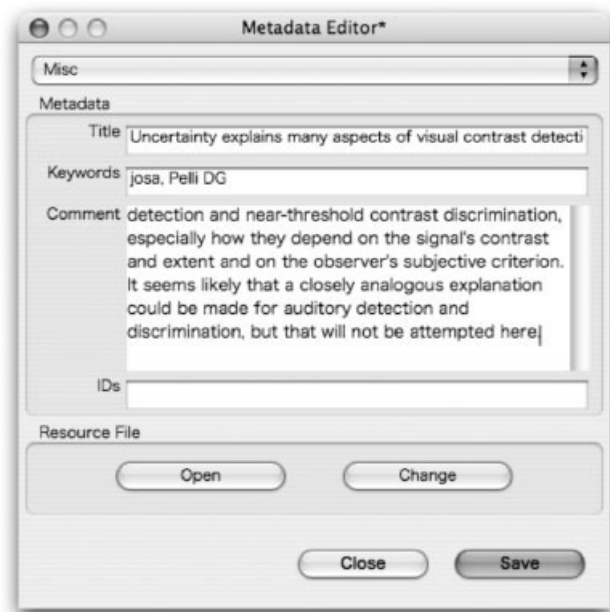 Metadata Editor*
Misc
Metadata
Title Uncertainty explains many aspects of visual contrast detecti
Keywords josa, Pelli DG
Comment detection and near-threshold contrast discrimination,
especially how they depend on the signal's contrast
and extent and on the observer's subjective criterion.
It seems likely that a closely analogous explanation
could be made for auditory detection and
discrimination, but that will not be attempted here.
IDs
Resource File
Open Change
Close Save